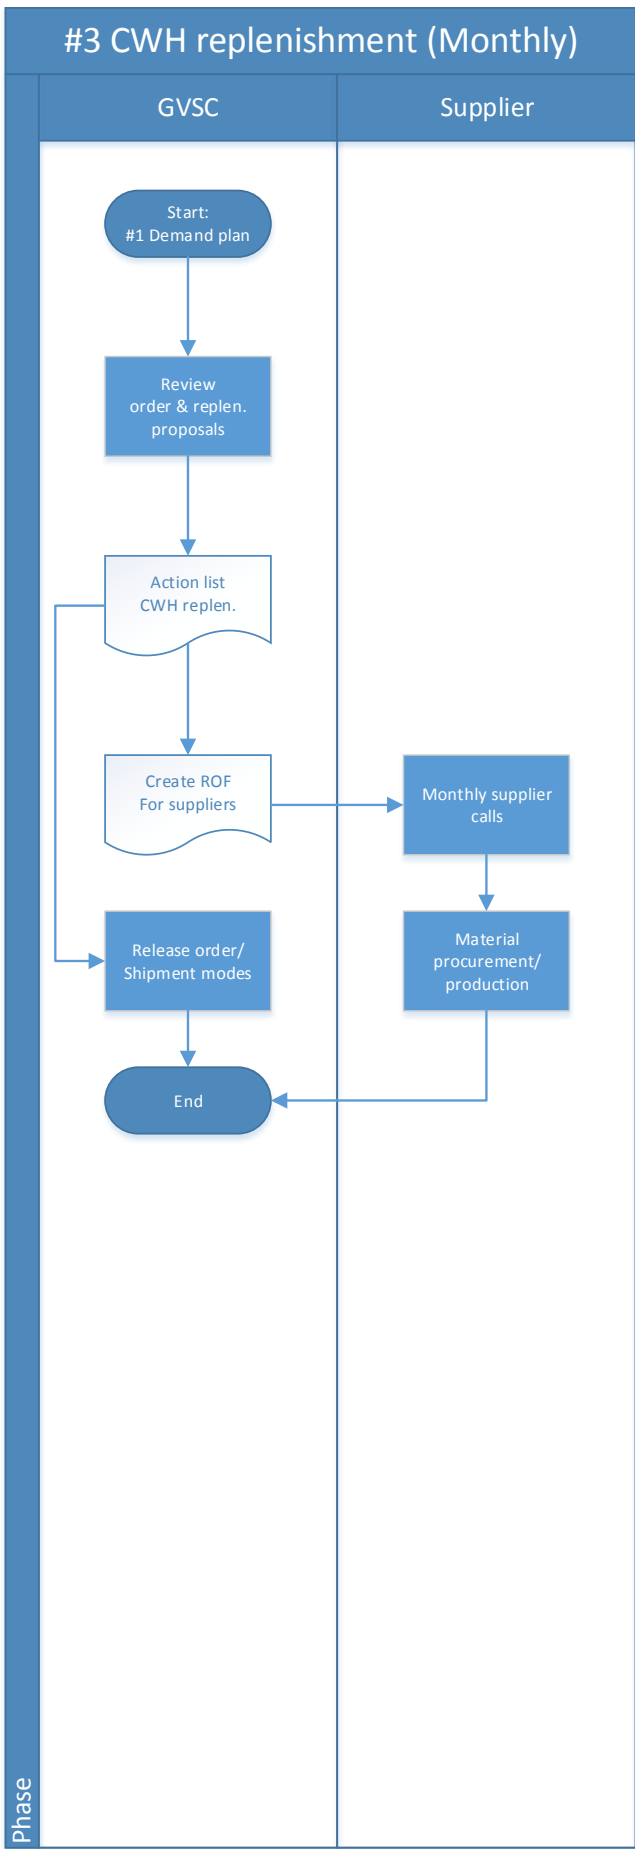 #3 CWH replenishment (Monthly)
GVSC
Supplier
Start:
#1 Demand plan
Review
order & replen.
proposals
Action list
CWH replen.
Create ROF
For suppliers
Monthly supplier
calls
Release order/
Shipment modes
Material
procurement/
production
End
Phase